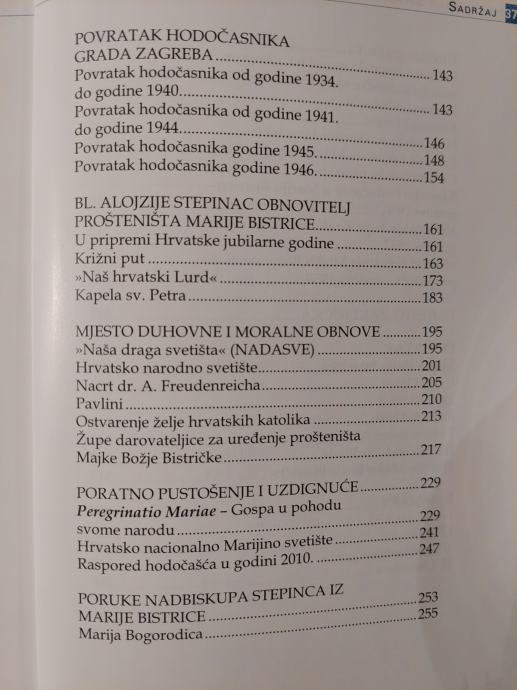 SADRŽAJ 37
POVRATAK HODOČASNIKA
GRADA ZAGREBA ........................................ 143
Povratak hodočasnika od godine 1934.
do godine 1940. ........................................ 143
Povratak hodočasnika od godine 1941.
do godine 1944. ........................................ 146
Povratak hodočasnika godine 1945. .................... 148
Povratak hodočasnika godine 1946. .................... 154
BL. ALOJZIJE STEPINAC OBNOVITELJ
PROŠTENIŠTA MARIJE BISTRICE ........................ 161
U pripremi Hrvatske jubilarne godine ................ 161
Križni put ........................................ 163
»Naš hrvatski Lurd« ................................ 173
Kapela sv. Petra .................................... 183
MJESTO DUHOVNE I MORALNE OBNOVE .......... 195
»Naša draga svetišta« (NADASVE) .................... 195
Hrvatsko narodno svetište ............................ 201
Nacrt dr. A. Freudenreicha ............................ 205
Pavlini ........................................ 210
Ostvarenje želje hrvatskih katolika .................... 213
Župe darovateljice za uređenje prošteništa
Majke Božje Bistričke ................................ 217
PORATNO PUSTOŠENJE I UZDIGNUĆE ................ 229
Peregrinatio Mariae – Gospa u pohodu
svome narodu ........................................ 229
Hrvatsko nacionalno Marijino svetište ................ 241
Raspored hodočašća u godini 2010. .................... 247
PORUKE NADBISKUPA STEPINCA IZ
MARIJE BISTRICE .................................... 253
Marija Bogorodica .................................... 255